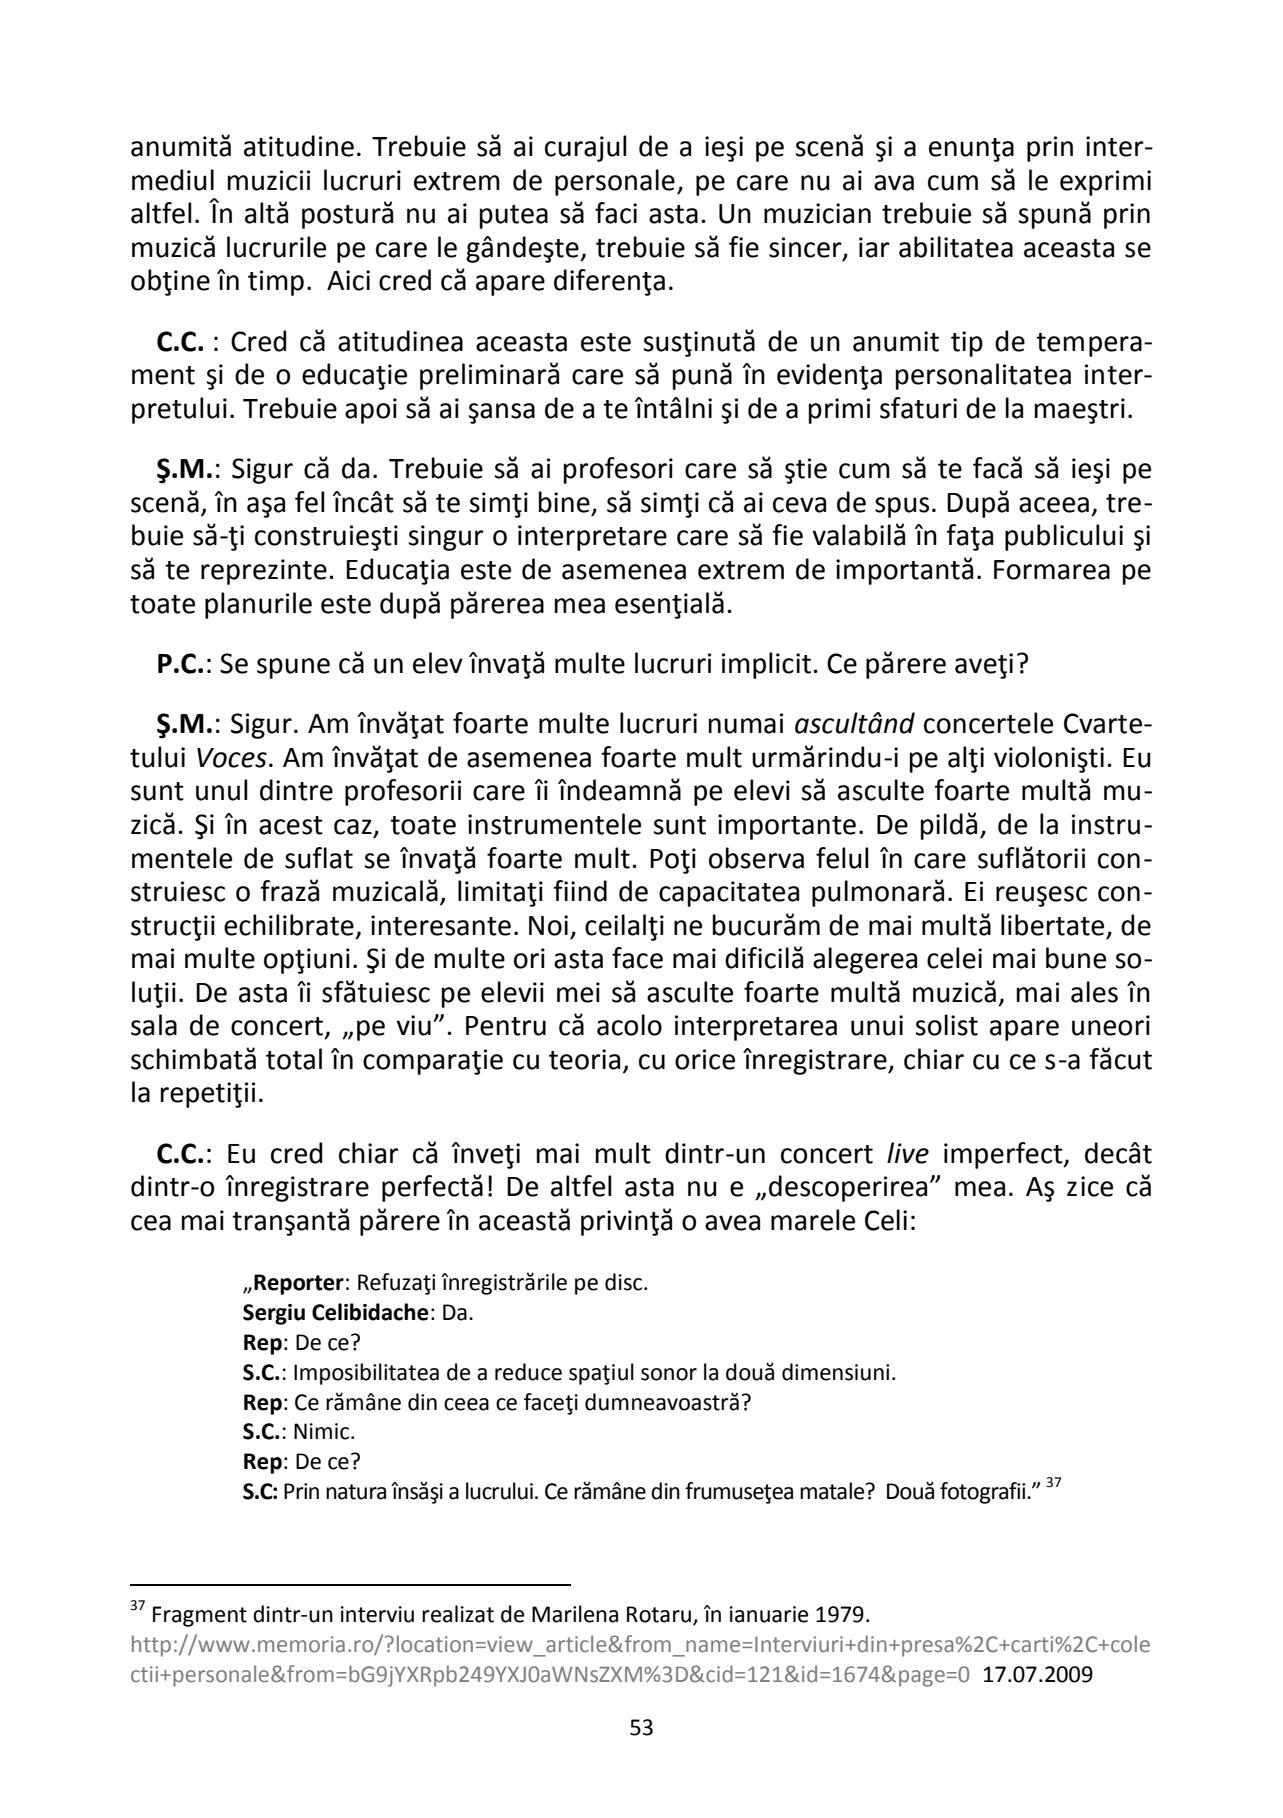 anumită atitudine. Trebuie să ai curajul de a ieşi pe scenă şi a enunţa prin inter-
mediul muzicii lucruri extrem de personale, pe care nu ai ava cum să le exprimi
altfel. În altă postură nu ai putea să faci asta. Un muzician trebuie să spună prin
muzică lucrurile pe care le gândeşte, trebuie să fie sincer, iar abilitatea aceasta se
obţine în timp.  Aici cred că apare diferenţa.
C.C. : Cred că atitudinea aceasta este susţinută de un anumit tip de tempera-
ment şi de o educaţie preliminară care să pună în evidenţa personalitatea inter-
pretului. Trebuie apoi să ai şansa de a te întâlni şi de a primi sfaturi de la maeştri.
Ş.M.: Sigur că da. Trebuie să ai profesori care să ştie cum să te facă să ieşi pe
scenă, în aşa fel încât să te simţi bine, să simţi că ai ceva de spus. După aceea, tre-
buie să-ţi construieşti singur o interpretare care să fie valabilă în faţa publicului şi
să te reprezinte. Educaţia este de asemenea extrem de importantă. Formarea pe
toate planurile este după părerea mea esenţială.
P.C.: Se spune că un elev învaţă multe lucruri implicit. Ce părere aveţi?
Ş.M.: Sigur. Am învăţat foarte multe lucruri numai ascultând concertele Cvarte-
tului Voces. Am învăţat de asemenea foarte mult urmărindu-i pe alţi violonişti. Eu
sunt unul dintre profesorii care îi îndeamnă pe elevi să asculte foarte multă mu-
zică. Şi în acest caz, toate instrumentele sunt importante. De pildă, de la instru-
mentele de suflat se învaţă foarte mult. Poţi observa felul în care suflătorii con-
struiesc o frază muzicală, limitaţi fiind de capacitatea pulmonară. Ei reuşesc con-
strucţii echilibrate, interesante. Noi, ceilalţi ne bucurăm de mai multă libertate, de
mai multe opţiuni. Şi de multe ori asta face mai dificilă alegerea celei mai bune so-
luţii. De asta îi sfătuiesc pe elevii mei să asculte foarte multă muzică, mai ales în
sala de concert, „pe viu”. Pentru că acolo interpretarea unui solist apare uneori
schimbată total în comparaţie cu teoria, cu orice înregistrare, chiar cu ce s-a făcut
la repetiţii.
C.C.: Eu cred chiar că înveţi mai mult dintr-un concert live imperfect, decât
dintr-o înregistrare perfectă! De altfel asta nu e „descoperirea” mea. Aş zice că
cea mai tranşantă părere în această privinţă o avea marele Celi:
„Reporter: Refuzaţi înregistrările pe disc.
Sergiu Celibidache: Da.
Rep: De ce?
S.C.: Imposibilitatea de a reduce spaţiul sonor la două dimensiuni.
Rep: Ce rămâne din ceea ce faceţi dumneavoastră?
S.C.: Nimic.
Rep: De ce?
S.C: Prin natura însăşi a lucrului. Ce rămâne din frumuseţea matale?  Două fotografii.” 37
37 Fragment dintr-un interviu realizat de Marilena Rotaru, în ianuarie 1979.
http://www.memoria.ro/?location=view_article&from_name=Interviuri+din+presa%2C+carti%2C+cole
ctii+personale&from=bG9jYXRpb249YXJ0aWNsZXM%3D&cid=121&id=1674&page=0  17.07.2009
53